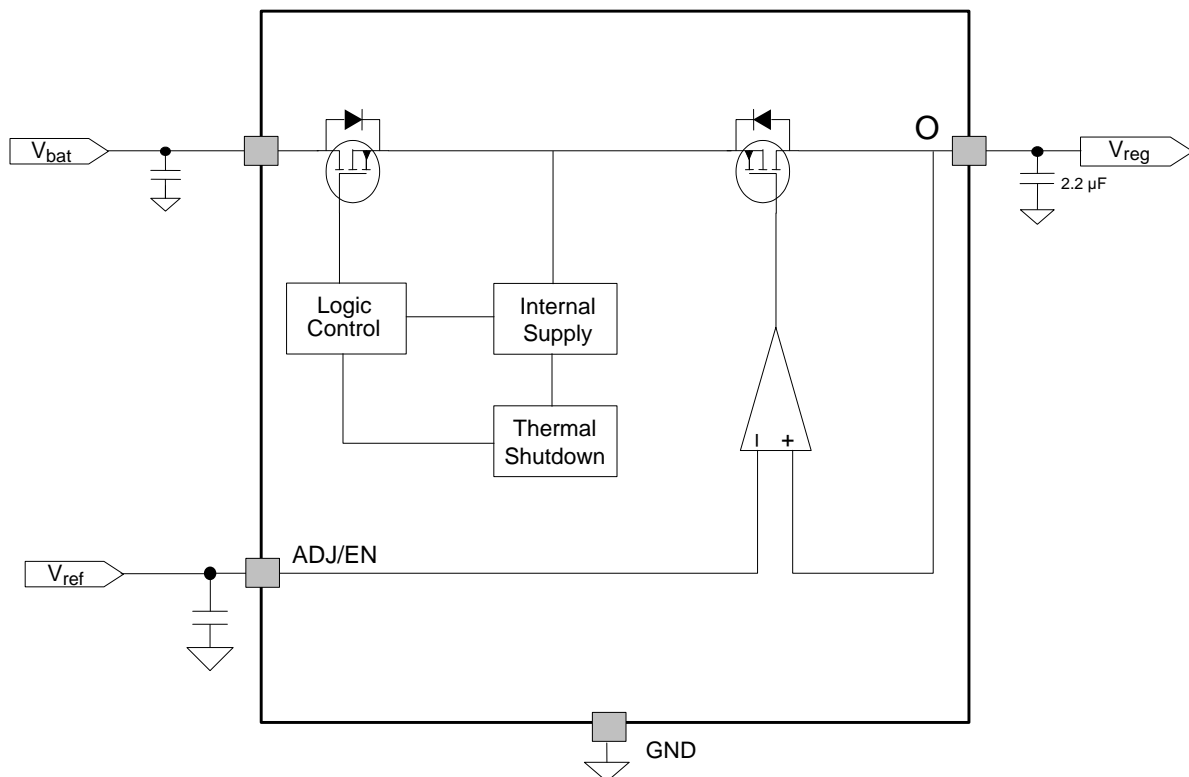 O
V_bat
V_reg
2.2 µF
Logic
Control
Internal
Supply
Thermal
Shutdown
− +
ADJ/EN
V_ref
GND